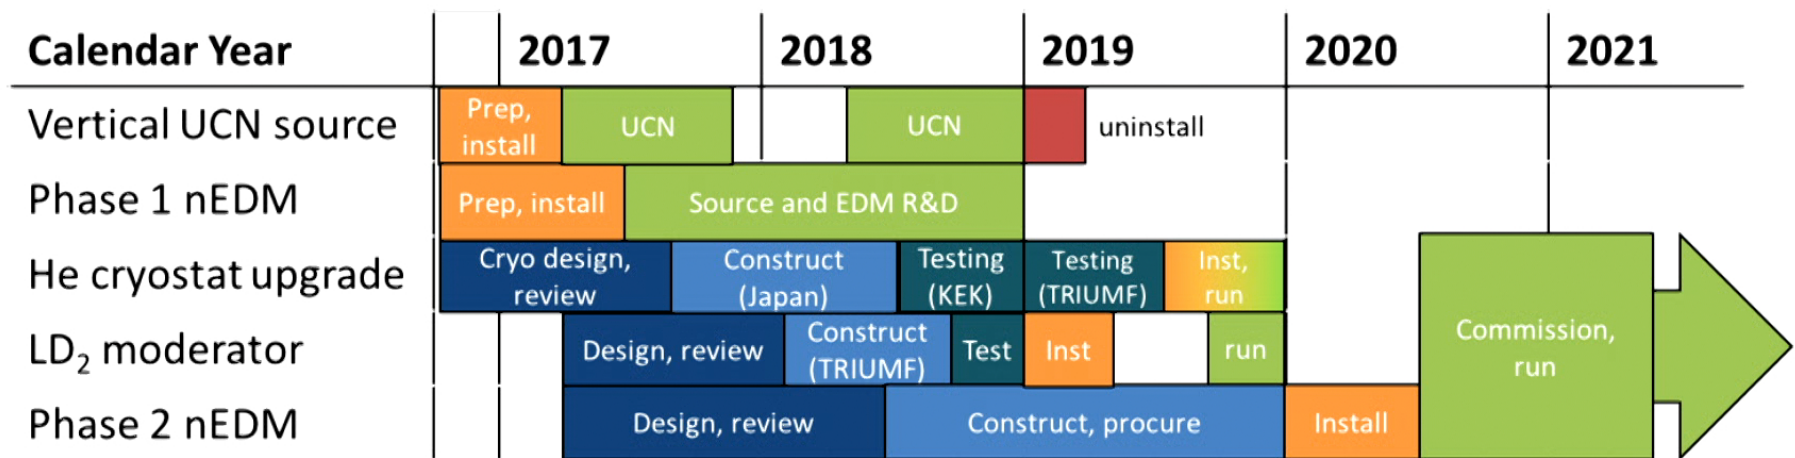 Calendar Year 2017 2018 2019 2020 2021
Vertical UCN source
Prep,
install
UCN
UCN
uninstall
Phase 1 nEDM
Prep, install
Source and EDM R&D
He cryostat upgrade
Cryo design,
review
Construct
(Japan)
Testing
(KEK)
Testing
(TRIUMF)
Inst,
run
LD₂ moderator
Design, review
Construct
(TRIUMF)
Test
Inst
run
Commission,
run
Phase 2 nEDM
Design, review
Construct, procure
Install